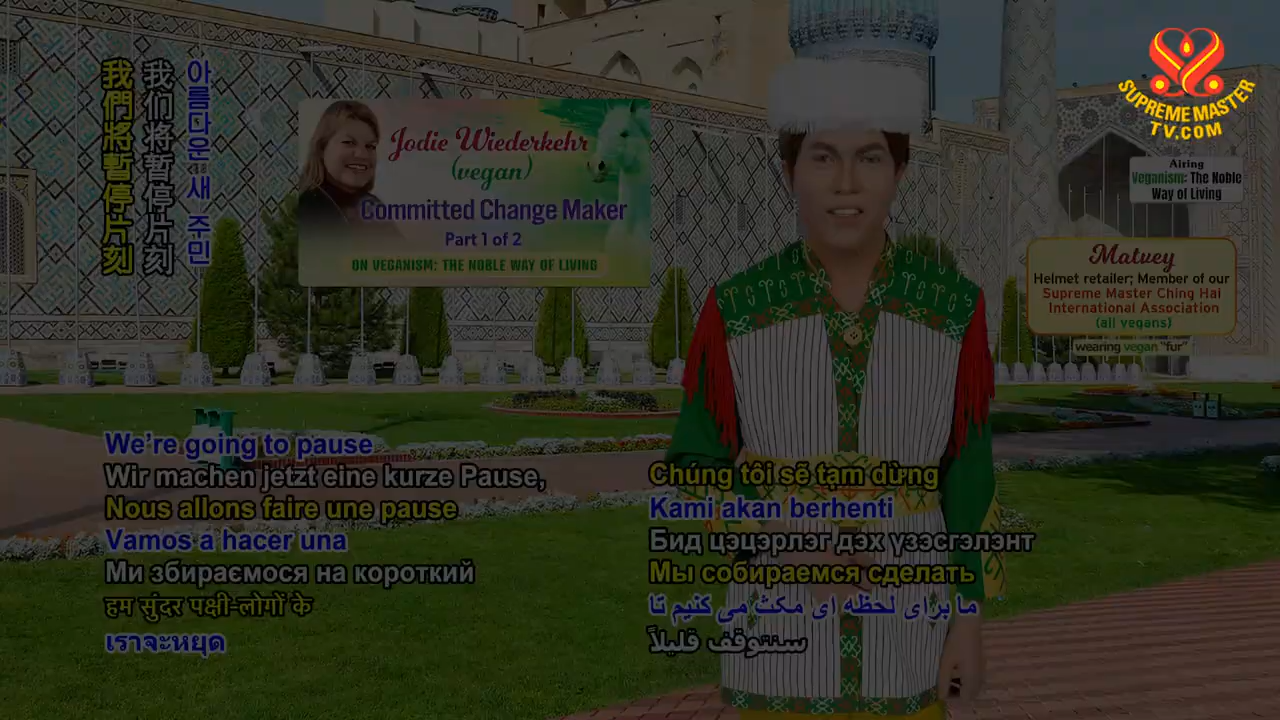 아름다운 새 주민
我们将暂停片刻
我們將暫停片刻
Jodie Wiederkehr
(vegan)
Committed Change Maker
Part 1 of 2
ON VEGANISM: THE NOBLE WAY OF LIVING
SUPREME MASTER
TV.COM
Airing
Veganism: The Noble
Way of Living
Matvey
Helmet retailer; Member of our
Supreme Master Ching Hai
International Association
(all vegans)
wearing vegan "fur"
We're going to pause
Wir machen jetzt eine kurze Pause,
Nous allons faire une pause
Vamos a hacer una
Ми збираємося на короткий
हम सुंदर पक्षी-लोगों के
เราจะหยุด
Chúng tôi sẽ tạm dừng
Kami akan berhenti
Бид цэцэрлэг дэх үзэсгэлэнт
Мы собираемся сделать
ما برای لحظه ای مکث می کنیم تا
سنتوقف قليلاً